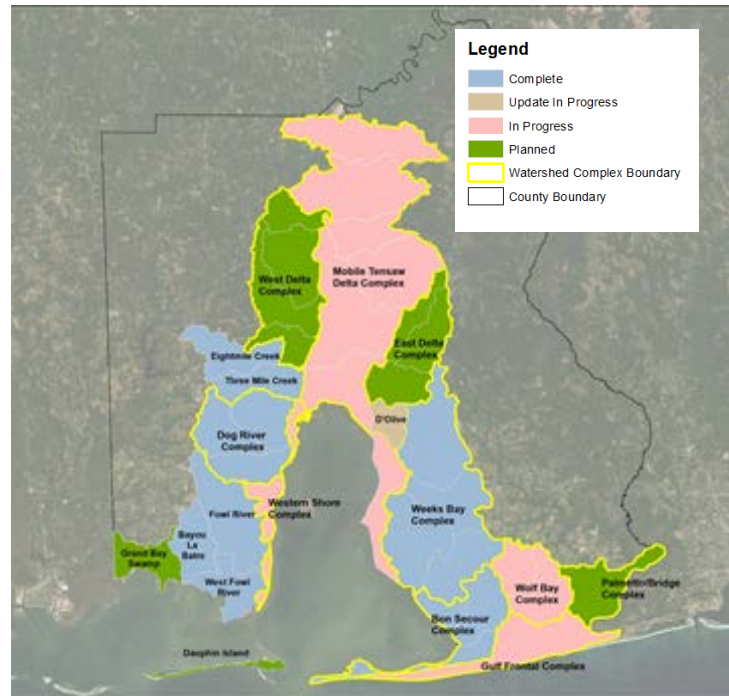 Legend
Complete
Update In Progress
In Progress
Planned
Watershed Complex Boundary
County Boundary
West Delta
Complex
Mobile Tensaw
Delta Complex
East Delta
Complex
Eightmile Creek
Three Mile Creek
D'Olive
Dog River
Complex
Western Shore
Complex
Fowl River
Weeks Bay
Complex
Bayou
La
Batre
Grand Bay
Swamp
West Fowl
River
Wolf Bay
Complex
Palmetto/Bridge
Complex
Bon Secour
Complex
Dauphin Island
Gulf Frontal Complex